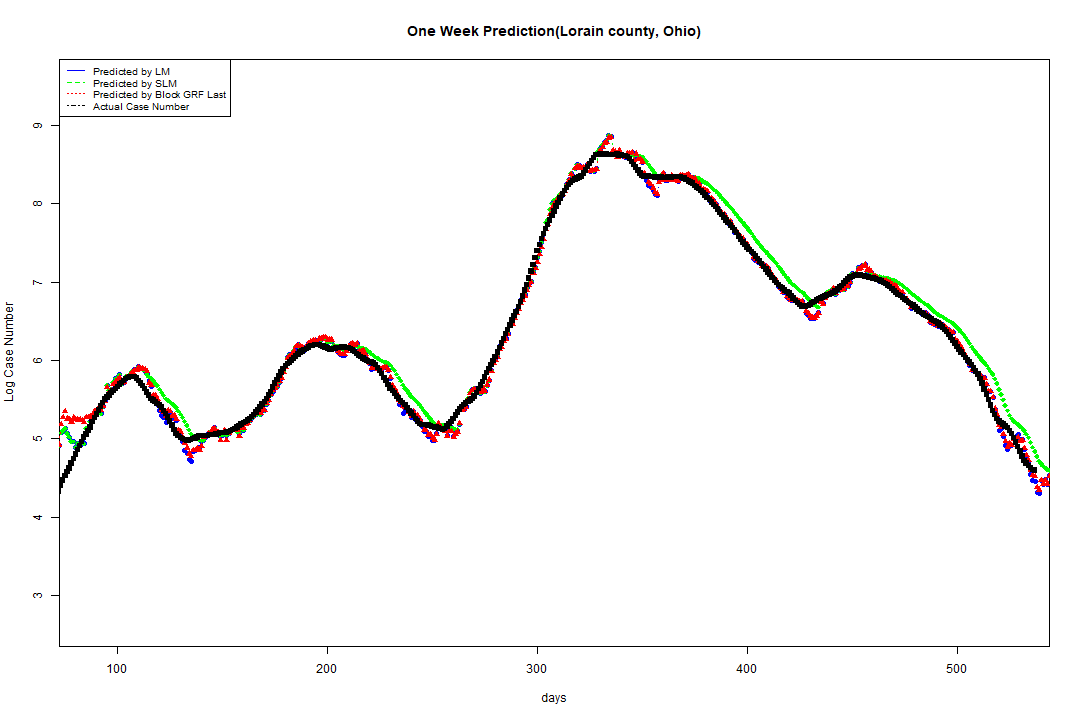 One Week Prediction(Lorain county, Ohio)
Predicted by LM
Predicted by SLM
Predicted by Block GRF Last
Actual Case Number
9
8
7
6
5
4
3
Log Case Number
100 200 300 400 500
days